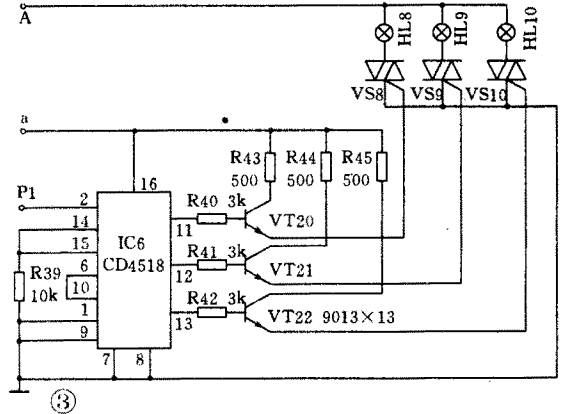 A
HL8
HL9
HL10
VS8
VS9
VS10
a
R43
500
R44
500
R45
500
P1
2
16
14
15
6
10
1
9
7
8
IC6
CD4518
11
12
13
R39
10k
R40 3k
R41 3k
R42 3k
VT20
VT21
VT22 9013×13
③